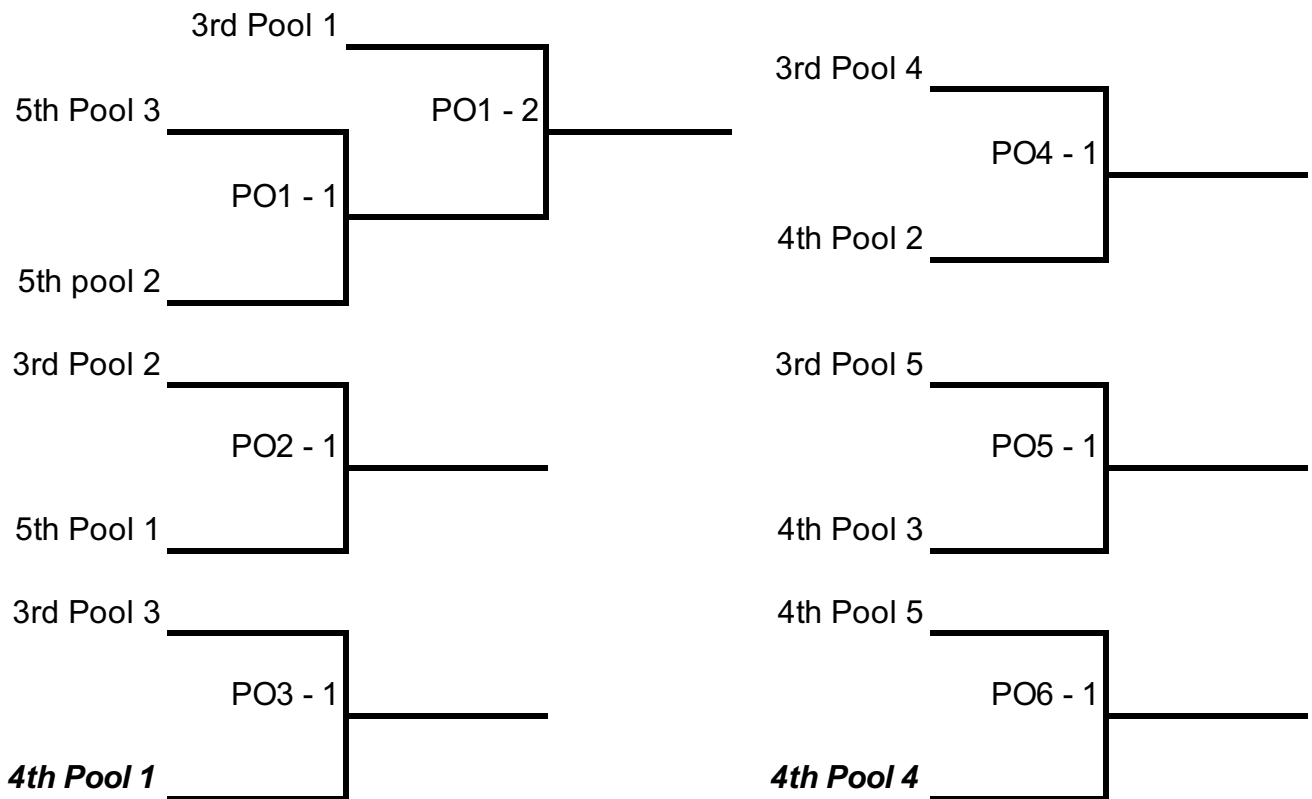 3rd Pool 1
5th Pool 3
PO1 - 2
PO1 - 1
5th pool 2
3rd Pool 2
PO2 - 1
5th Pool 1
3rd Pool 3
PO3 - 1
4th Pool 1
3rd Pool 4
PO4 - 1
4th Pool 2
3rd Pool 5
PO5 - 1
4th Pool 3
4th Pool 5
PO6 - 1
4th Pool 4